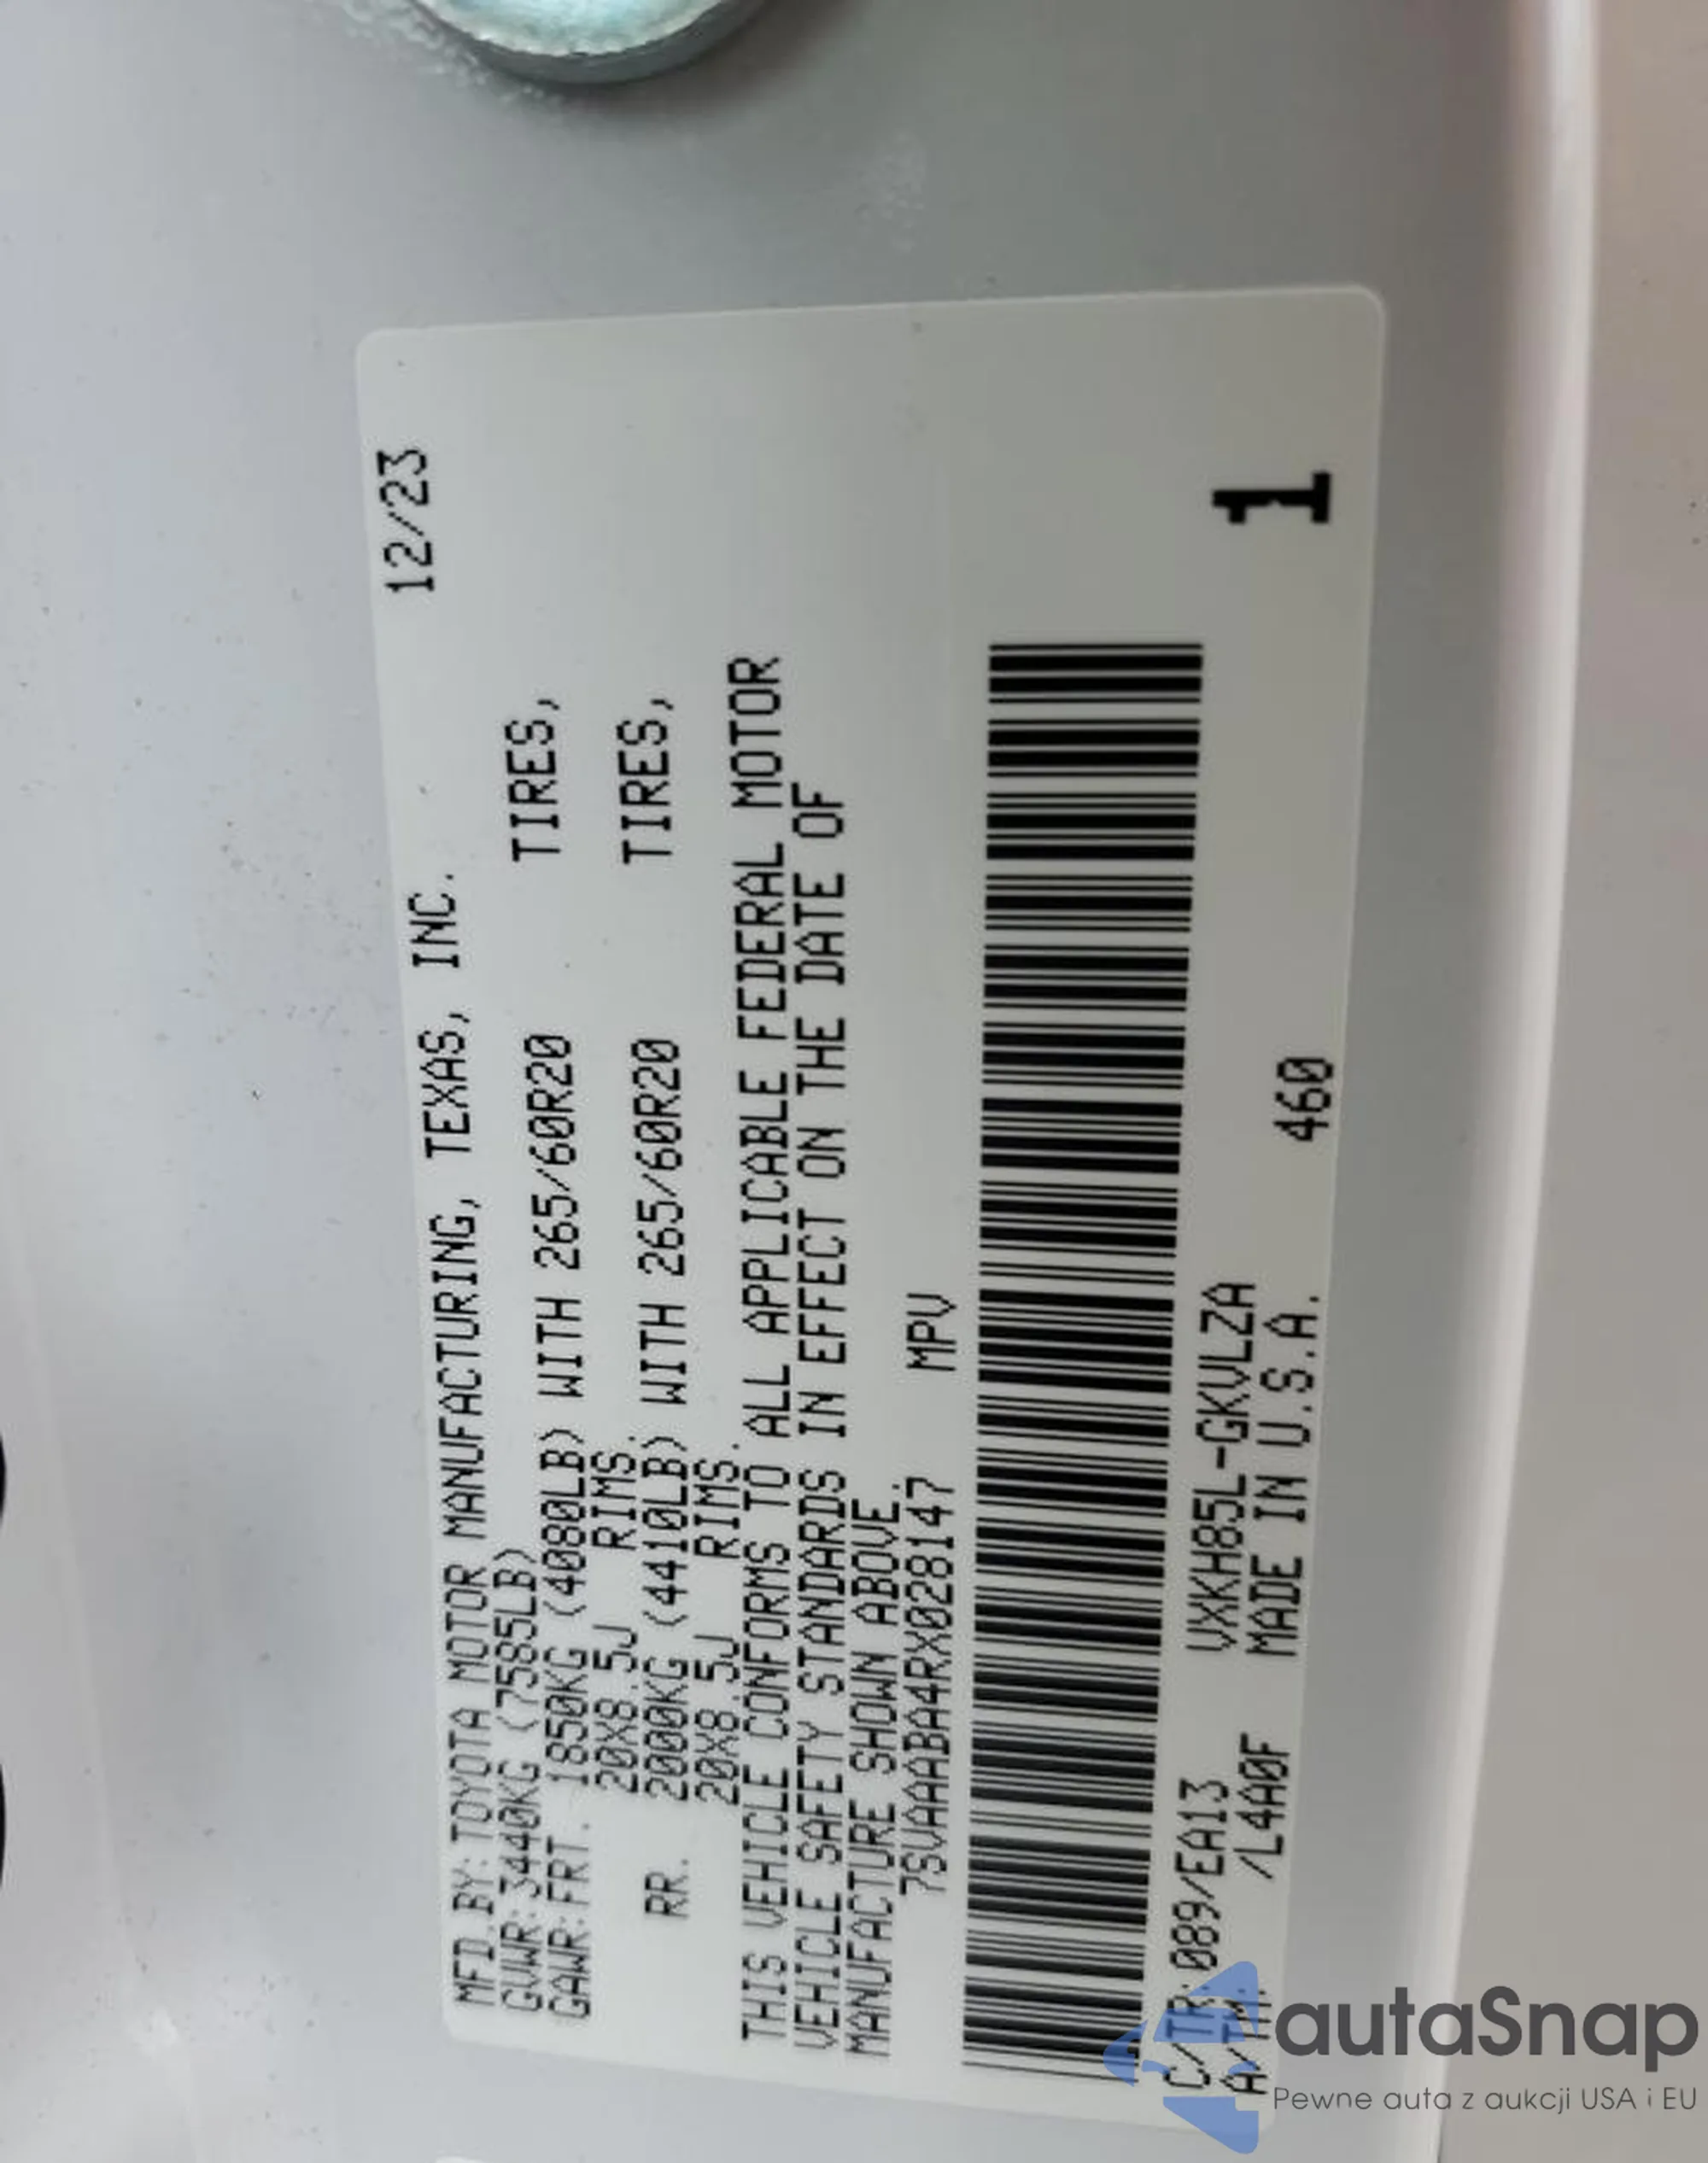 12/23
MFD.BY:TOYOTA MOTOR MANUFACTURING, TEXAS, INC.
GVWR:3440KG (7585LB)
GAWR:FRT. 1850KG (4080LB) WITH 265/60R20 TIRES,
20X8.5J RIMS.
RR. 2000KG (4410LB) WITH 265/60R20 TIRES,
20X8.5J RIMS.
THIS VEHICLE CONFORMS TO ALL APPLICABLE FEDERAL MOTOR
VEHICLE SAFETY STANDARDS IN EFFECT ON THE DATE OF
MANUFACTURE SHOWN ABOVE.
7SVAAABA4RX028147 MPV
C/TR:089/EA13 VXKH85L-GKVLZA
A/TM: /L4A0F MADE IN U.S.A. 460
1
autaSnap
Pewne auta z aukcji USA i EU